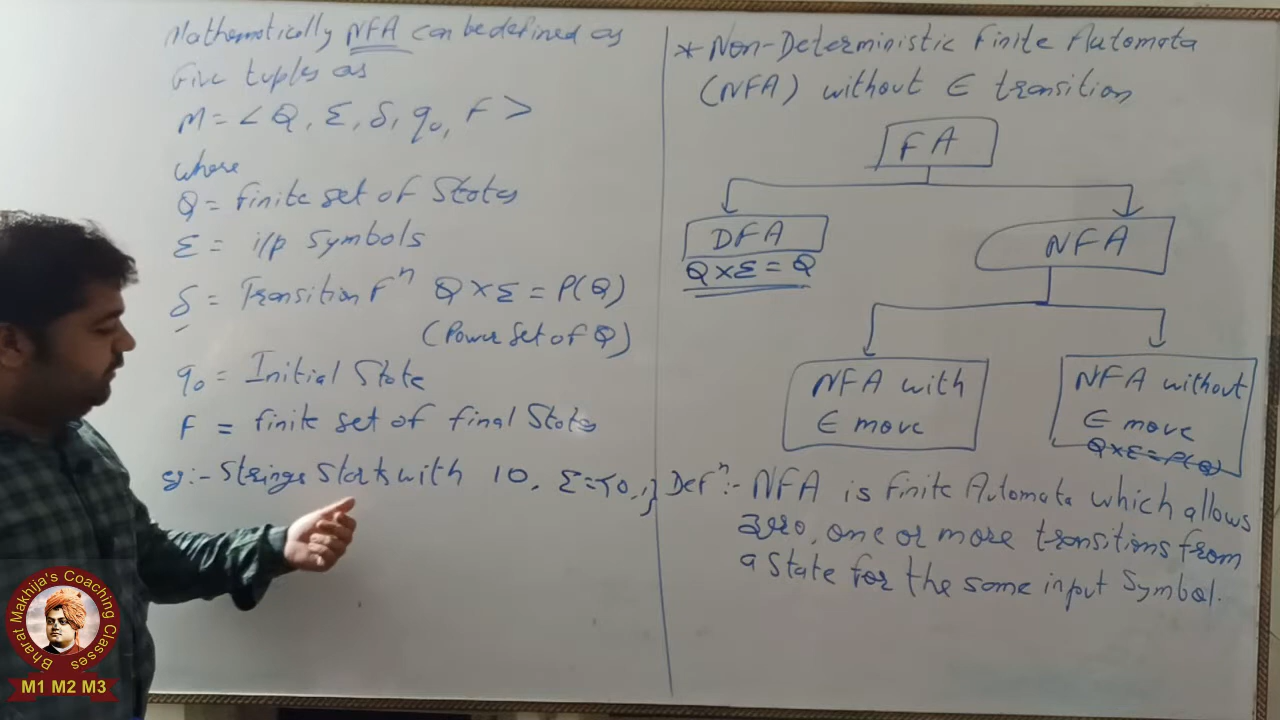 Mathematically NFA can be defined as
five tuples as
M = < Q, Σ, δ, q0, F >
where
Q = finite set of States
Σ = i/p Symbols
δ = Transition Fⁿ Q × Σ = P(Q)
(Power set of Q)
q0 = Initial State
F = finite set of final States
eg:- Strings Starts with 10, Σ = {0,1}
* Non-Deterministic Finite Automata
(NFA) without ∈ transition
FA
DFA
Q × Σ = Q
NFA
NFA with
∈ move
NFA without
∈ move
Q × Σ = P(Q)
Defⁿ :- NFA is Finite Automata which allows
zero, one or more transitions from
a State for the same input Symbol.
Bharat Makhija's Coaching Classes
M1 M2 M3